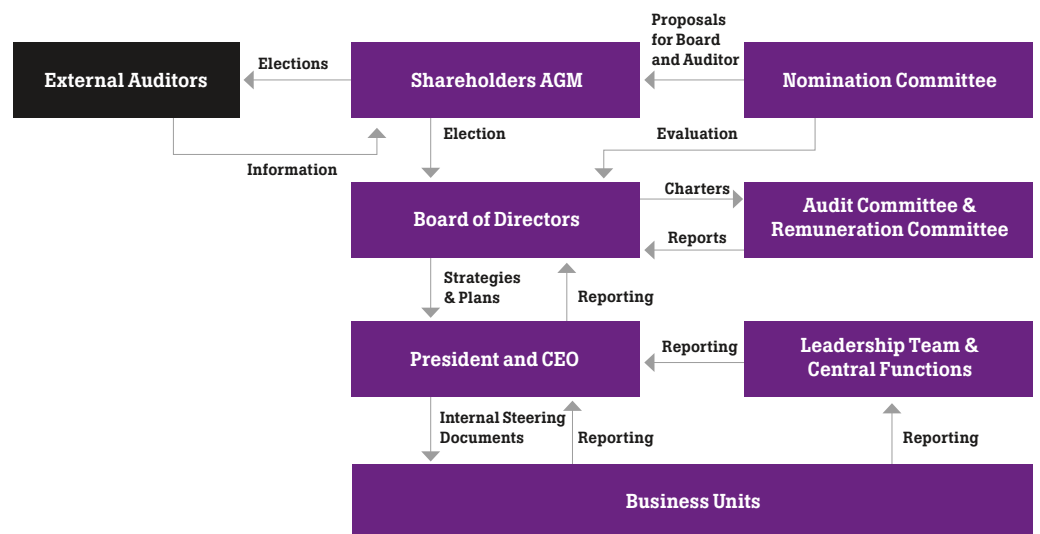 Proposals
for Board
and Auditor
Elections
External Auditors
Shareholders AGM
Nomination Committee
Election
Evaluation
Information
Charters
Board of Directors
Audit Committee &
Remuneration Committee
Reports
Strategies
& Plans
Reporting
President and CEO
Reporting
Leadership Team &
Central Functions
Internal Steering
Documents
Reporting
Reporting
Business Units